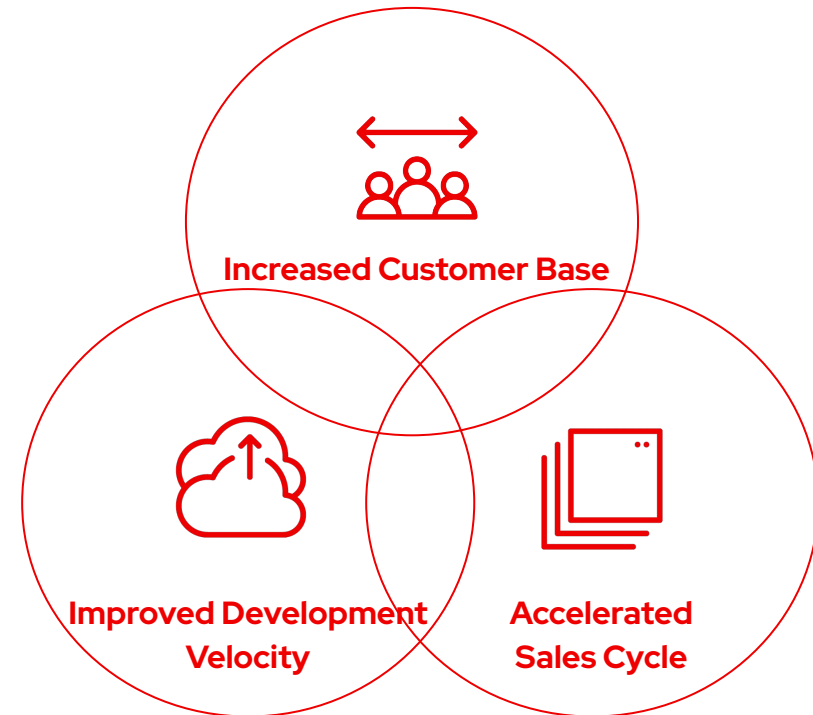 Increased Customer Base
Improved Development
Velocity
Accelerated
Sales Cycle